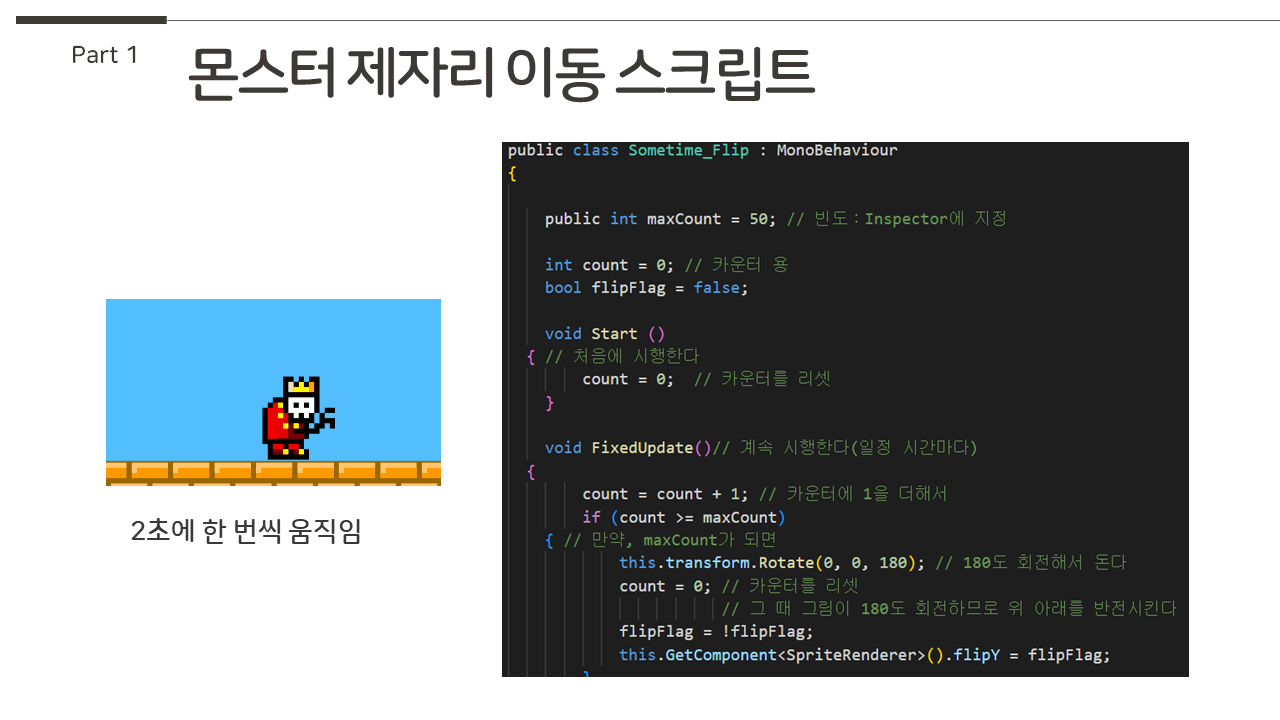 Part 1
몬스터 제자리 이동 스크립트
public class Sometime_Flip : MonoBehaviour
{
public int maxCount = 50; // 빈도：Inspector에 지정
int count = 0; // 카운터 용
bool flipFlag = false;
void Start ()
{ // 처음에 시행한다
count = 0;  // 카운터를 리셋
}
void FixedUpdate()// 계속 시행한다(일정 시간마다)
{
count = count + 1; // 카운터에 1을 더해서
if (count >= maxCount)
{ // 만약, maxCount가 되면
this.transform.Rotate(0, 0, 180); // 180도 회전해서 돈다
count = 0; // 카운터를 리셋
// 그 때 그림이 180도 회전하므로 위 아래를 반전시킨다
flipFlag = !flipFlag;
this.GetComponent<SpriteRenderer>().flipY = flipFlag;
}
2초에 한 번씩 움직임